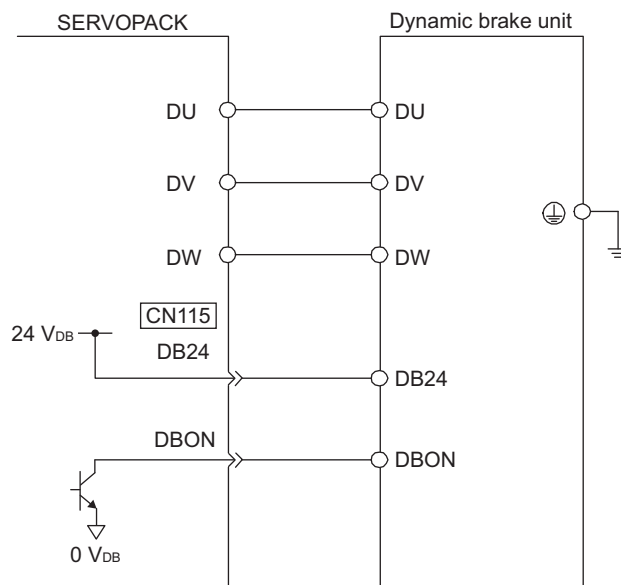 SERVOPACK
Dynamic brake unit
DU
DU
DV
DV
DW
DW
CN115
24 VDB
DB24
DB24
DBON
DBON
0 VDB